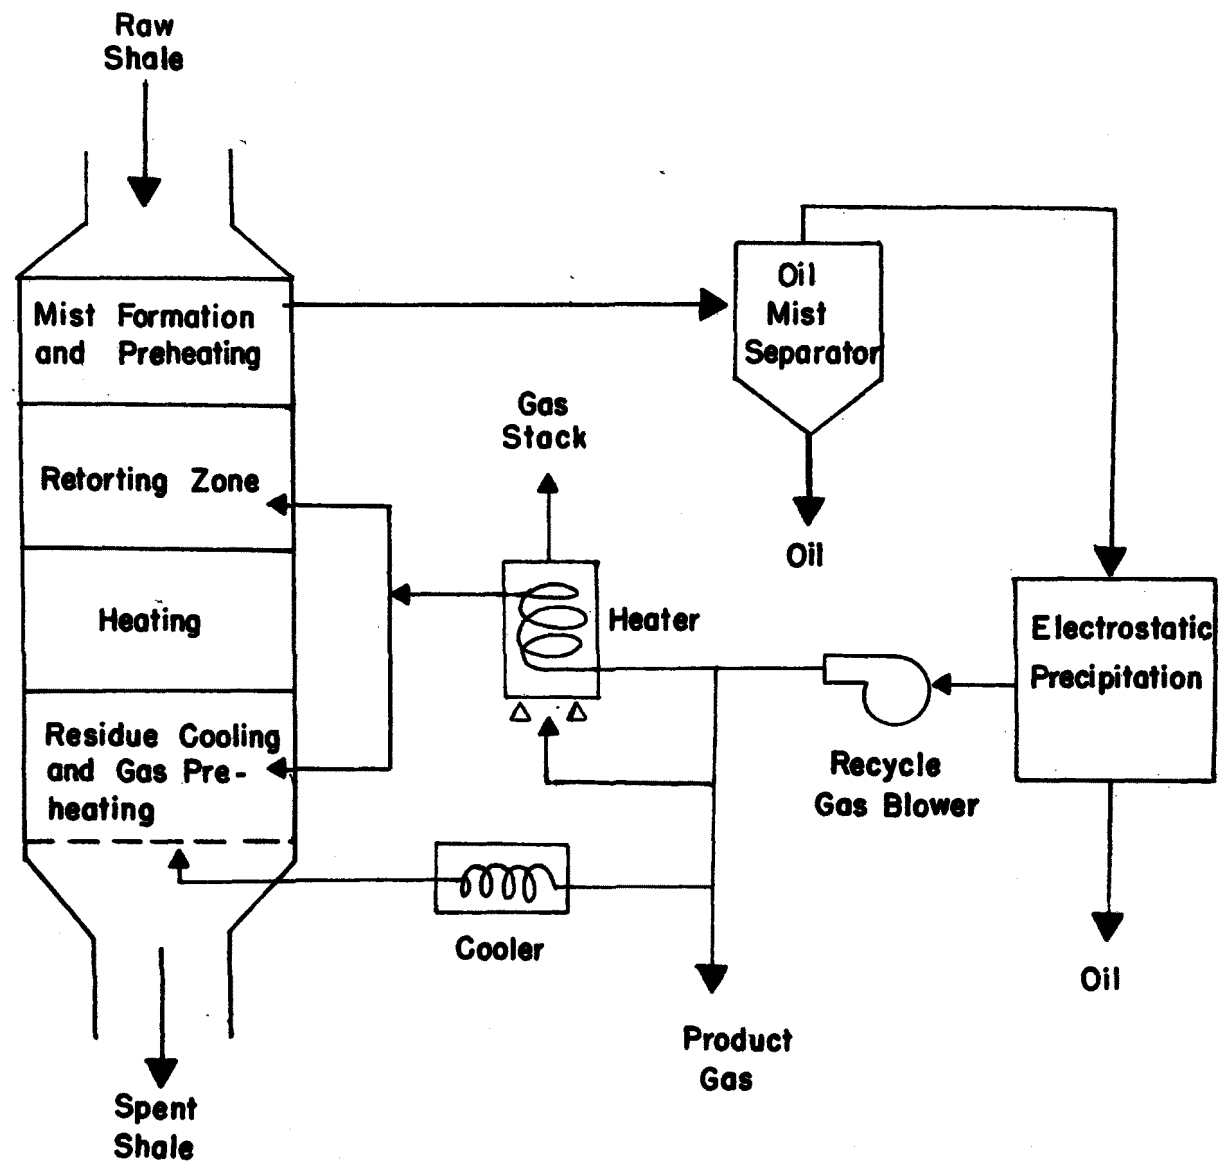 Raw
Shale
Mist Formation
and Preheating
Retorting Zone
Heating
Residue Cooling
and Gas Pre-
heating
Spent
Shale
Gas
Stack
Heater
Cooler
Oil
Mist
Separator
Oil
Electrostatic
Precipitation
Recycle
Gas Blower
Oil
Product
Gas